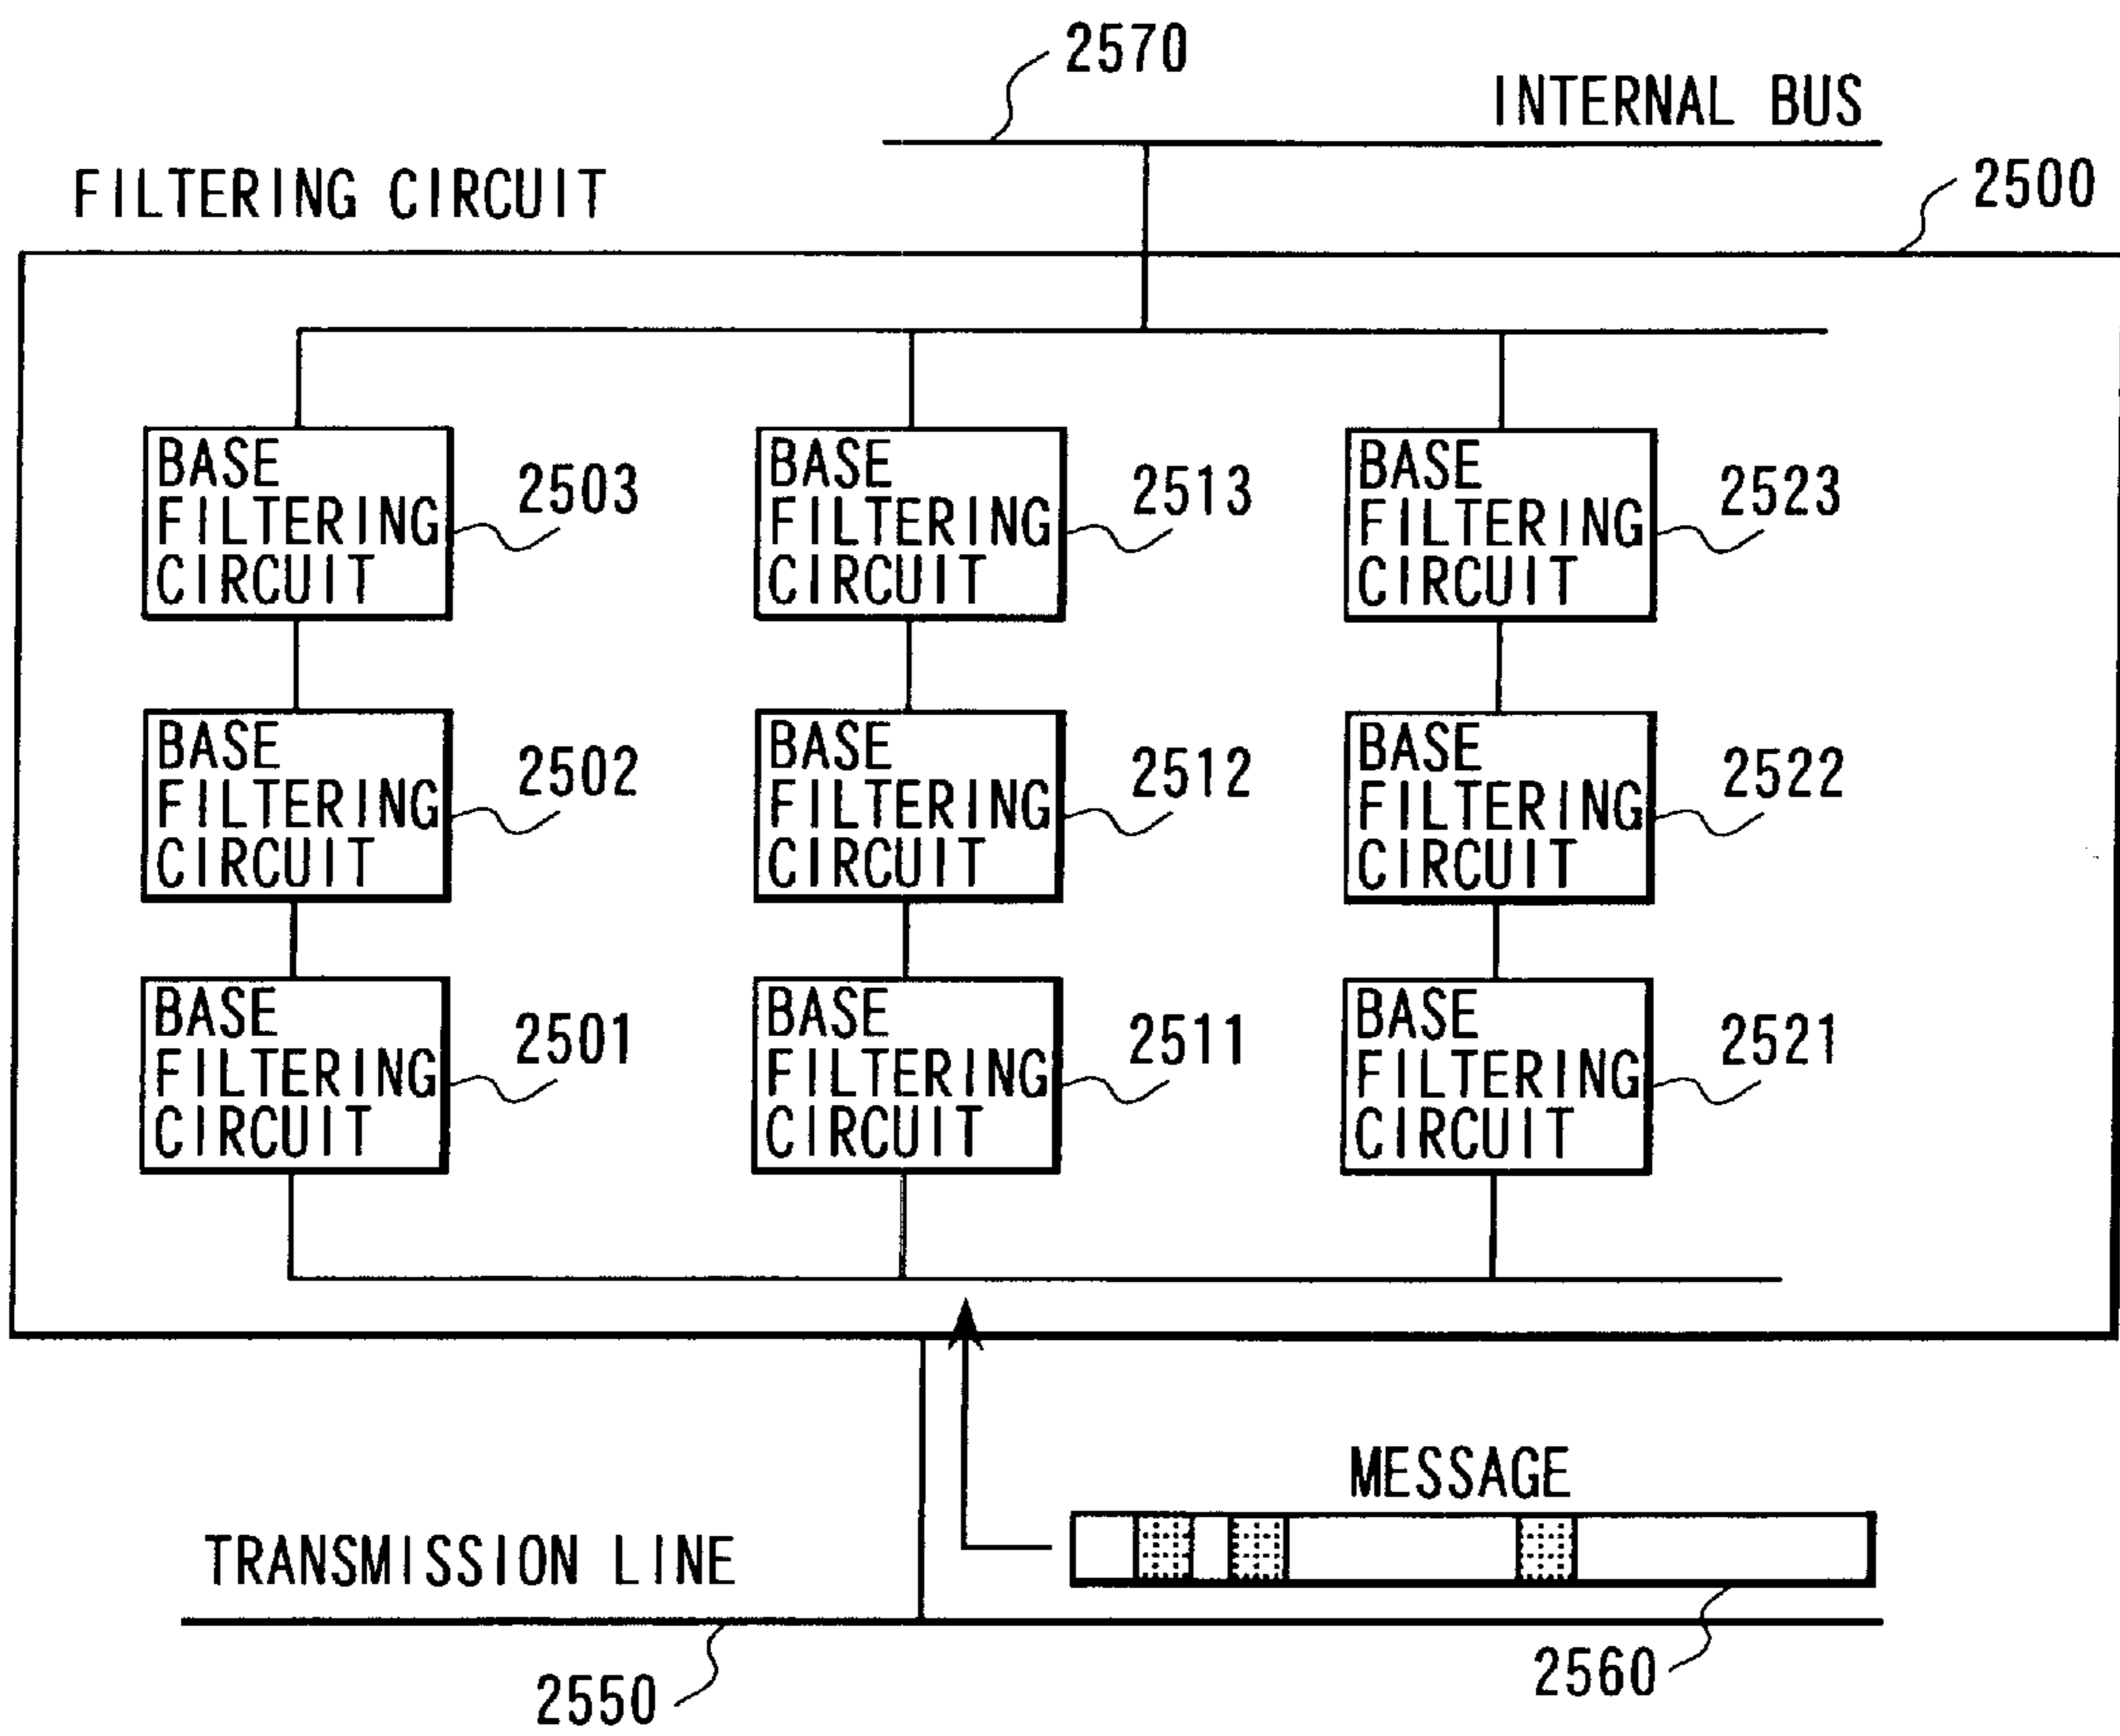 2570
INTERNAL BUS
FILTERING CIRCUIT
2500
BASE
FILTERING
CIRCUIT
2503
BASE
FILTERING
CIRCUIT
2513
BASE
FILTERING
CIRCUIT
2523
BASE
FILTERING
CIRCUIT
2502
BASE
FILTERING
CIRCUIT
2512
BASE
FILTERING
CIRCUIT
2522
BASE
FILTERING
CIRCUIT
2501
BASE
FILTERING
CIRCUIT
2511
BASE
FILTERING
CIRCUIT
2521
MESSAGE
TRANSMISSION LINE
2560
2550